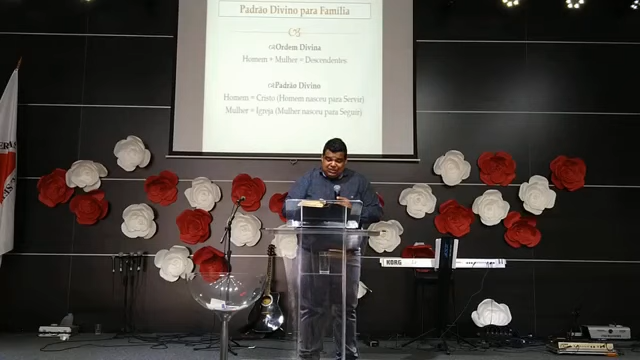 Padrão Divino para Família
Ordem Divina
Homem + Mulher = Descendentes
Padrão Divino
Homem = Cristo (Homem nasceu para Servir)
Mulher = Igreja (Mulher nasceu para Seguir)
KORG